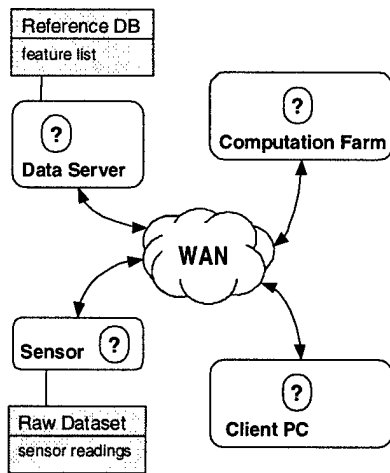 Reference DB
feature list
?
Data Server
?
Computation Farm
WAN
Sensor ?
?
Client PC
Raw Dataset
sensor readings